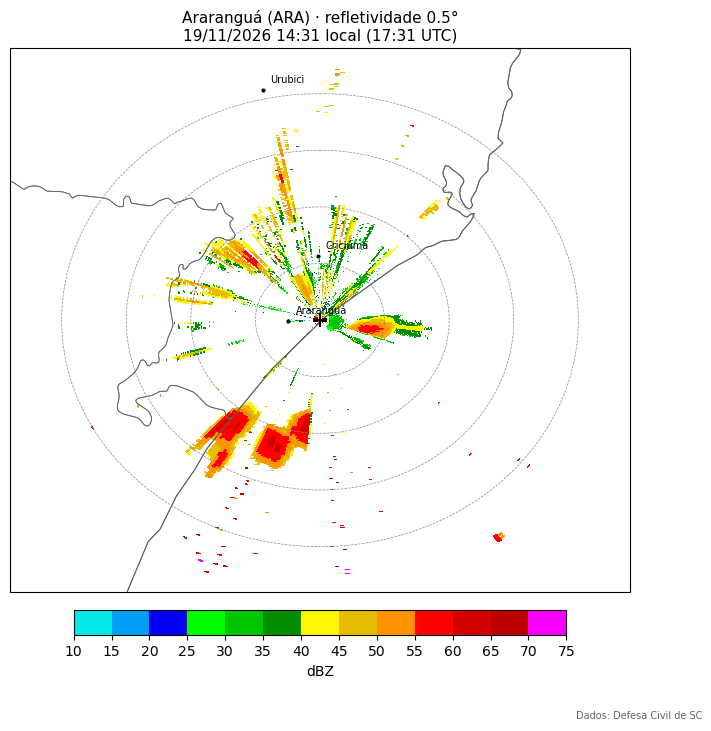 Araranguá (ARA) · refletividade 0.5°
19/11/2026 14:31 local (17:31 UTC)
Urubici
Criciúma
Araranguá
10 15 20 25 30 35 40 45 50 55 60 65 70 75
dBZ
Dados: Defesa Civil de SC